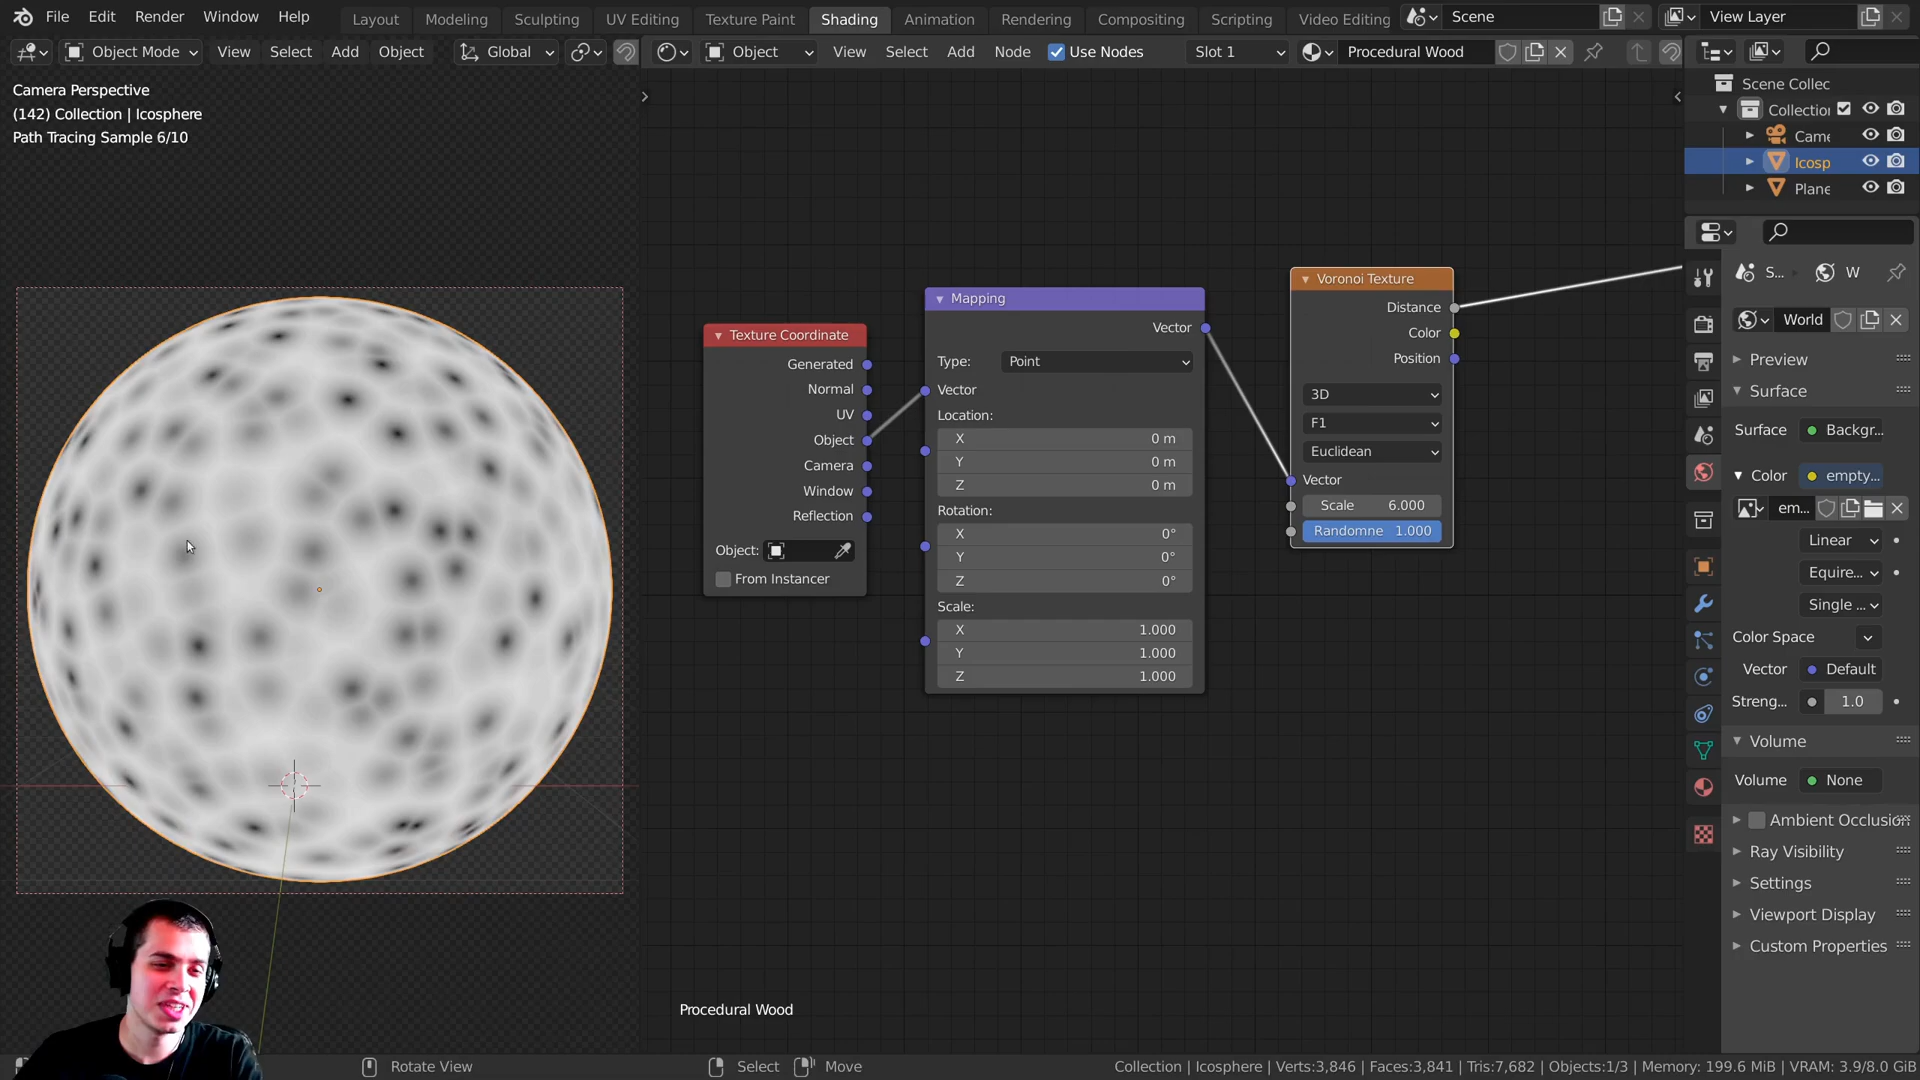 File Edit Render Window Help Layout Modeling Sculpting UV Editing Texture Paint Shading Animation Rendering Compositing Scripting Video Editing Scene View Layer
Object Mode View Select Add Object Global Object View Select Add Node Use Nodes Slot 1 Procedural Wood
Camera Perspective
(142) Collection | Icosphere
Path Tracing Sample 6/10
Texture Coordinate
Generated
Normal
UV
Object
Camera
Window
Reflection
Object:
From Instancer
Mapping
Vector
Type: Point
Vector
Location:
X 0 m
Y 0 m
Z 0 m
Rotation:
X 0°
Y 0°
Z 0°
Scale:
X 1.000
Y 1.000
Z 1.000
Voronoi Texture
Distance
Color
Position
3D
F1
Euclidean
Vector
Scale 6.000
Randomne 1.000
Procedural Wood
Scene Collec
Collection
Came
Icosp
Plane
S... W
World
Preview
Surface
Surface Backgr...
Color empty...
em...
Linear
Equire...
Single ...
Color Space
Vector Default
Streng... 1.0
Volume
Volume None
Ambient Occlusion
Ray Visibility
Settings
Viewport Display
Custom Properties
Rotate View Select Move Collection | Icosphere | Verts:3,846 | Faces:3,841 | Tris:7,682 | Objects:1/3 | Memory: 199.6 MiB | VRAM: 3.9/8.0 GiB